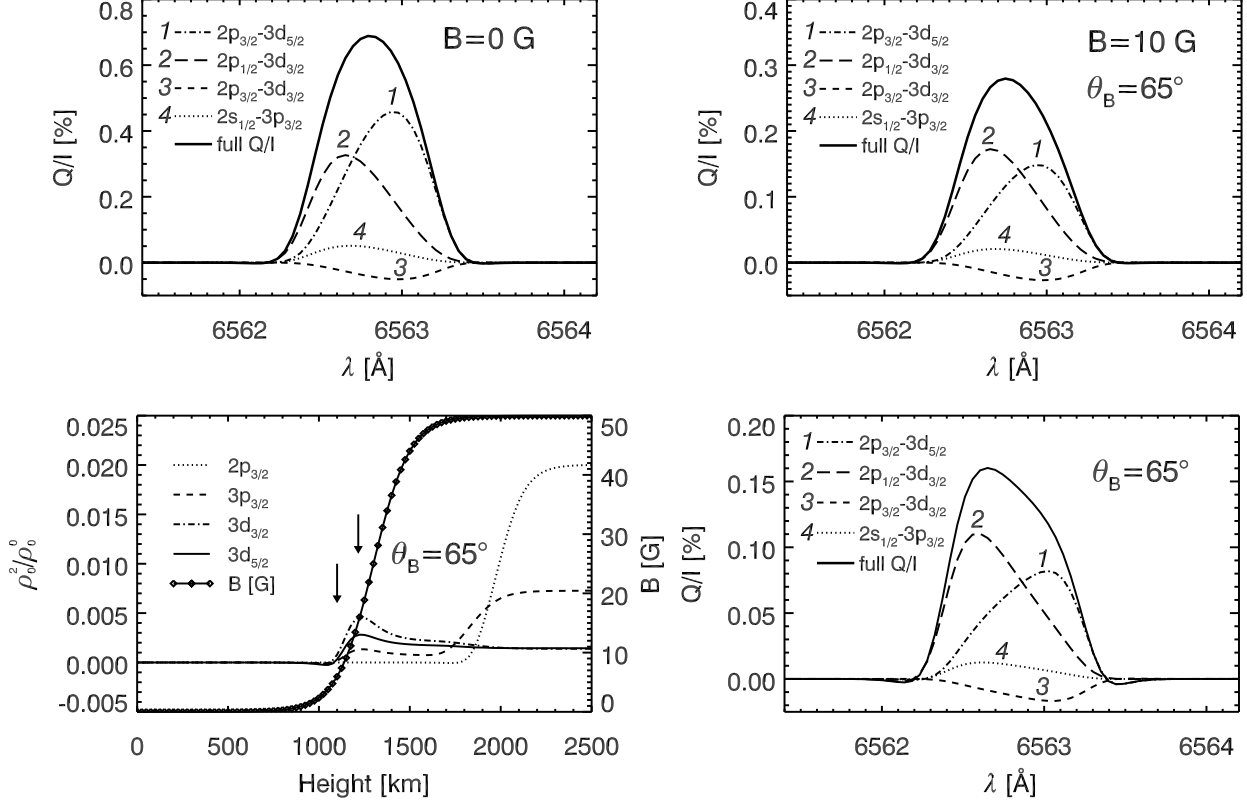 0.8
0.6
0.4
0.2
0.0
Q/I [%]
1 2p3/2-3d5/2
2 2p1/2-3d3/2
3 2p3/2-3d3/2
4 2s1/2-3p3/2
full Q/I
B=0 G
1
2
4
3
6562 6563 6564
λ [Å]
0.4
0.3
0.2
0.1
0.0
Q/I [%]
1 2p3/2-3d5/2
2 2p1/2-3d3/2
3 2p3/2-3d3/2
4 2s1/2-3p3/2
full Q/I
B=10 G
θB=65°
2
1
4
3
6562 6563 6564
λ [Å]
0.025
0.020
0.015
0.010
0.005
0.000
-0.005
ρ²₀/ρ⁰₀
2p3/2
3p3/2
3d3/2
3d5/2
B [G]
θB=65°
50
40
30
20
10
0
B [G]
0 500 1000 1500 2000 2500
Height [km]
0.20
0.15
0.10
0.05
0.00
Q/I [%]
1 2p3/2-3d5/2
2 2p1/2-3d3/2
3 2p3/2-3d3/2
4 2s1/2-3p3/2
full Q/I
θB=65°
2
1
4
3
6562 6563 6564
λ [Å]